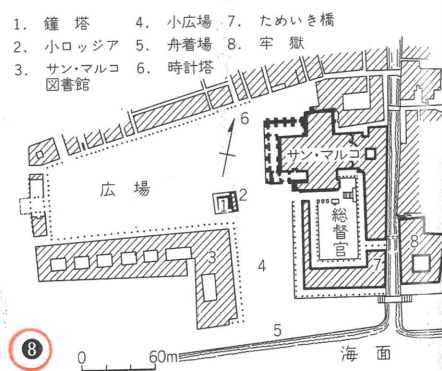 1. 鐘塔 4. 小広場 7. ためいき橋
2. 小ロッジア 5. 舟着場 8. 牢獄
3. サン・マルコ図書館 6. 時計塔
6
サン・マルコ
広場
1
2
総督官
3
4
7
8
5
海面
8
0 60m